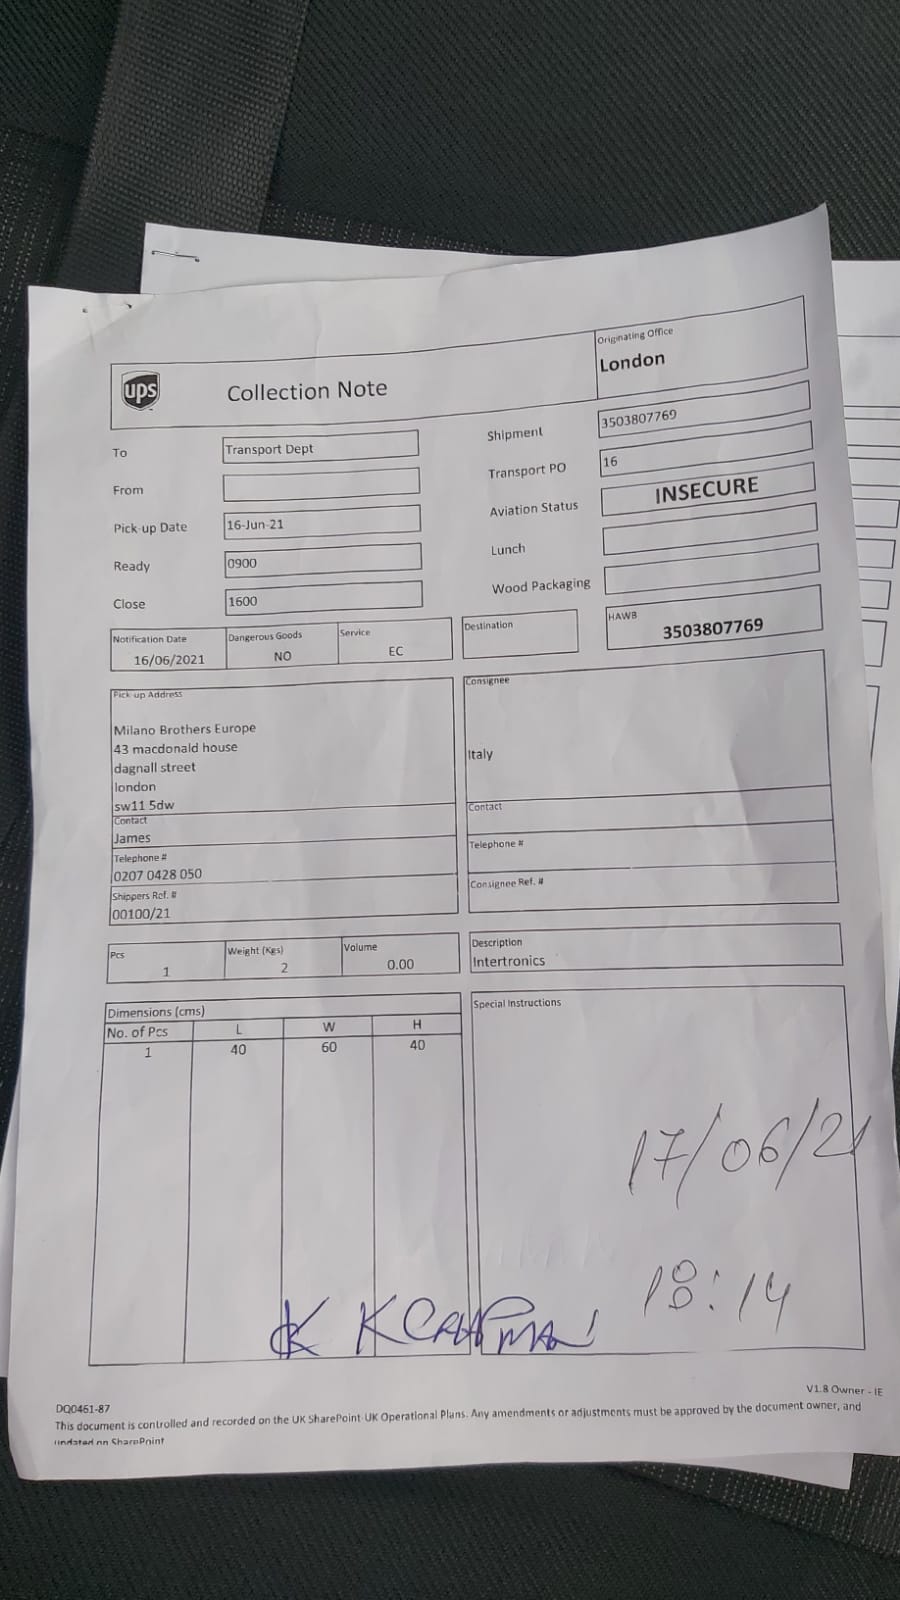 ups
Collection Note
Originating Office
London
To
Transport Dept
From
Pick-up Date
16-Jun-21
Ready
0900
Close
1600
Shipment
3503807769
Transport PO
16
Aviation Status
INSECURE
Lunch
Wood Packaging
Notification Date
16/06/2021
Dangerous Goods
NO
Service
EC
Destination
HAWB
3503807769
Pick up Address
Milano Brothers Europe
43 macdonald house
dagnall street
london
sw11 5dw
Contact
James
Telephone #
0207 0428 050
Shippers Ref. #
00100/21
Consignee
Italy
Contact
Telephone #
Consignee Ref. #
Pcs
1
Weight (Kgs)
2
Volume
0.00
Description
Intertronics
Dimensions (cms)
No. of Pcs L W H
1 40 60 40
Special Instructions
17/06/21
18:14
K KCHAPMAN
V1.8 Owner - IE
DQ0461-87
This document is controlled and recorded on the UK SharePoint-UK Operational Plans. Any amendments or adjustments must be approved by the document owner, and
updated on SharePoint